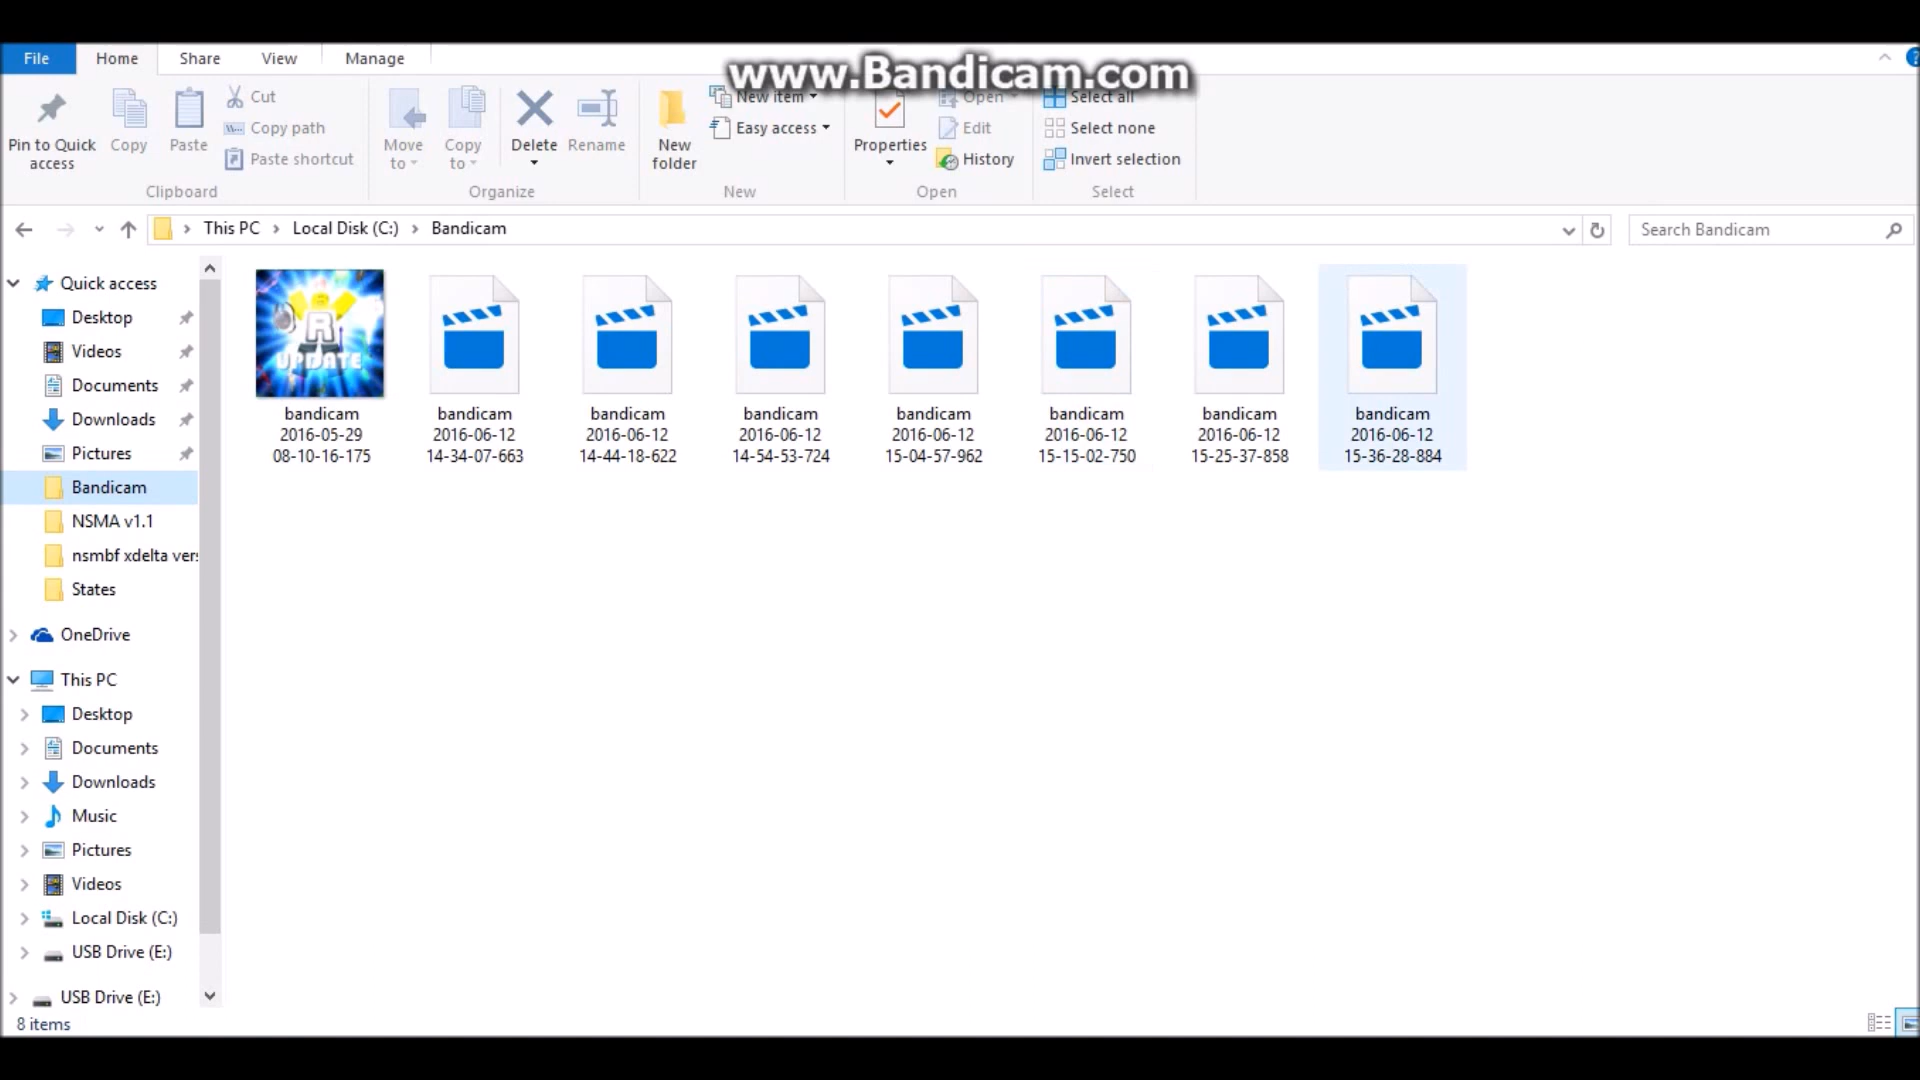 File Home Share View Manage
www.Bandicam.com
Pin to Quick access
Copy
Paste
Cut
Copy path
Paste shortcut
Clipboard
Move to
Copy to
Delete
Rename
Organize
New folder
New item
Easy access
New
Properties
Open
Edit
History
Open
Select all
Select none
Invert selection
Select
This PC Local Disk (C:) Bandicam
Search Bandicam
Quick access
Desktop
Videos
Documents
Downloads
Pictures
Bandicam
NSMA v1.1
nsmbf xdelta ver
States
OneDrive
This PC
Desktop
Documents
Downloads
Music
Pictures
Videos
Local Disk (C:)
USB Drive (E:)
USB Drive (E:)
8 items
R
UPDATE
bandicam
2016-05-29
08-10-16-175
bandicam
2016-06-12
14-34-07-663
bandicam
2016-06-12
14-44-18-622
bandicam
2016-06-12
14-54-53-724
bandicam
2016-06-12
15-04-57-962
bandicam
2016-06-12
15-15-02-750
bandicam
2016-06-12
15-25-37-858
bandicam
2016-06-12
15-36-28-884